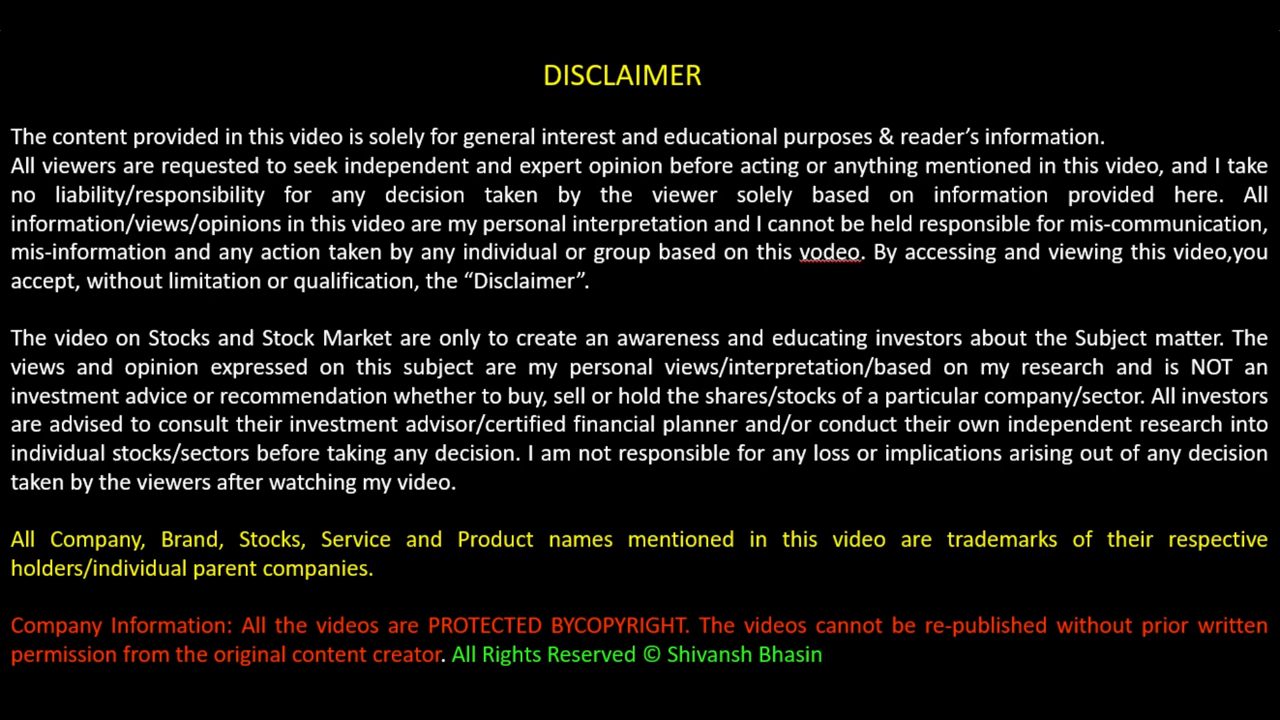 DISCLAIMER
The content provided in this video is solely for general interest and educational purposes & reader’s information.
All viewers are requested to seek independent and expert opinion before acting or anything mentioned in this video, and I take
no liability/responsibility for any decision taken by the viewer solely based on information provided here. All
information/views/opinions in this video are my personal interpretation and I cannot be held responsible for mis-communication,
mis-information and any action taken by any individual or group based on this vodeo. By accessing and viewing this video,you
accept, without limitation or qualification, the “Disclaimer”.
The video on Stocks and Stock Market are only to create an awareness and educating investors about the Subject matter. The
views and opinion expressed on this subject are my personal views/interpretation/based on my research and is NOT an
investment advice or recommendation whether to buy, sell or hold the shares/stocks of a particular company/sector. All investors
are advised to consult their investment advisor/certified financial planner and/or conduct their own independent research into
individual stocks/sectors before taking any decision. I am not responsible for any loss or implications arising out of any decision
taken by the viewers after watching my video.
All Company, Brand, Stocks, Service and Product names mentioned in this video are trademarks of their respective
holders/individual parent companies.
Company Information: All the videos are PROTECTED BYCOPYRIGHT. The videos cannot be re-published without prior written
permission from the original content creator. All Rights Reserved © Shivansh Bhasin